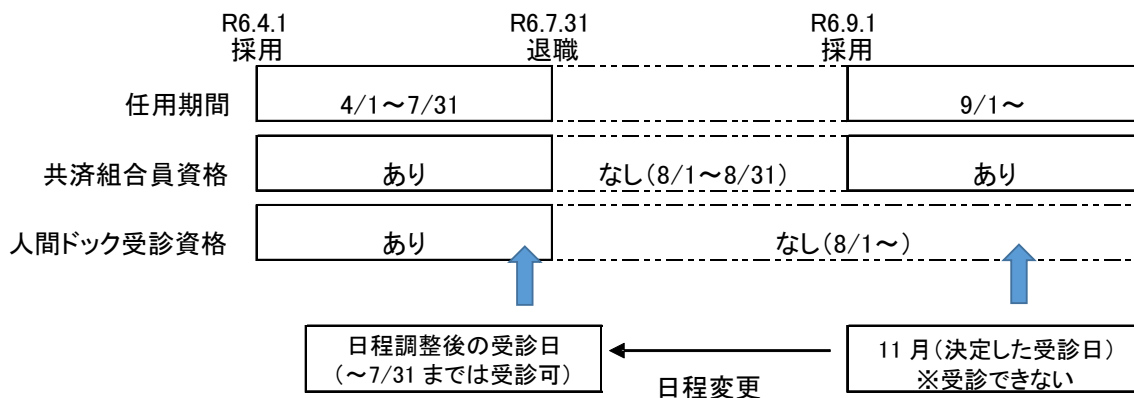 R6.4.1 R6.7.31 R6.9.1
採用 退職 採用
任用期間 4/1～7/31 9/1～
共済組合員資格 あり なし(8/1～8/31) あり
人間ドック受診資格 あり なし(8/1～)
日程調整後の受診日
(～7/31までは受診可)
日程変更
11月(決定した受診日)
※受診できない